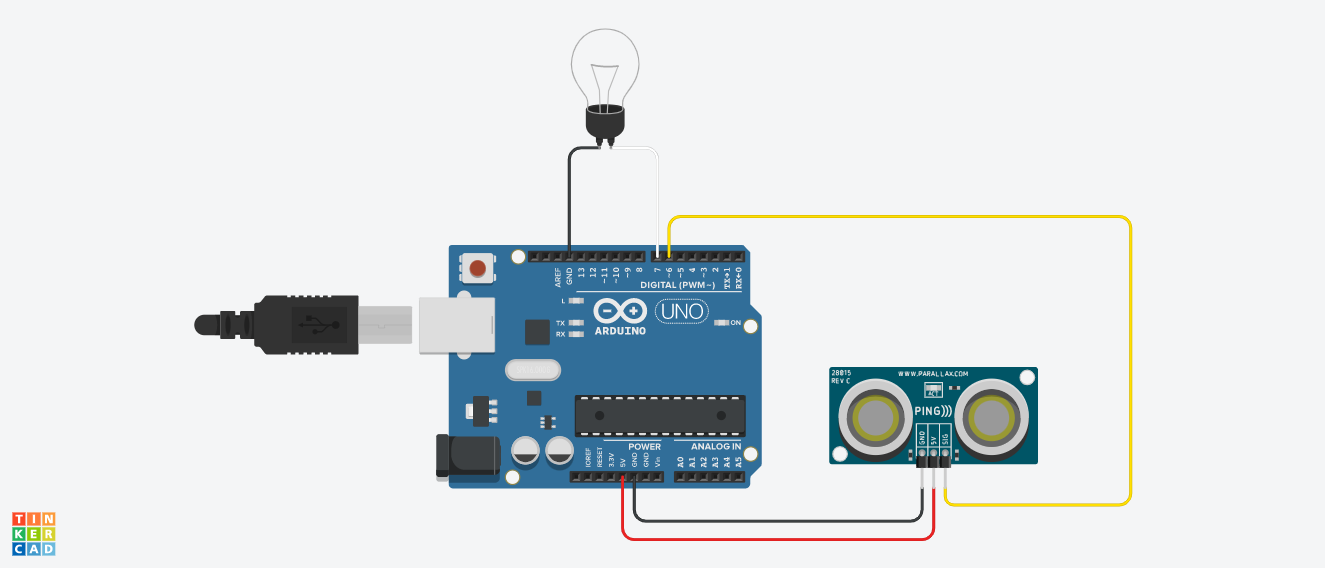 AREF
GND
13
12
~11
~10
~9
8
7
~6
~5
4
~3
2
TX→1
RX←0
DIGITAL (PWM~)
L
TX
RX
ARDUINO
UNO
ON
POWER
ANALOG IN
IOREF
RESET
3.3V
5V
GND
GND
Vin
A0
A1
A2
A3
A4
A5
28015
REV C
WWW.PARALLAX.COM
ACT
PING)))
GND
5V
SIG
TIN
KER
CAD